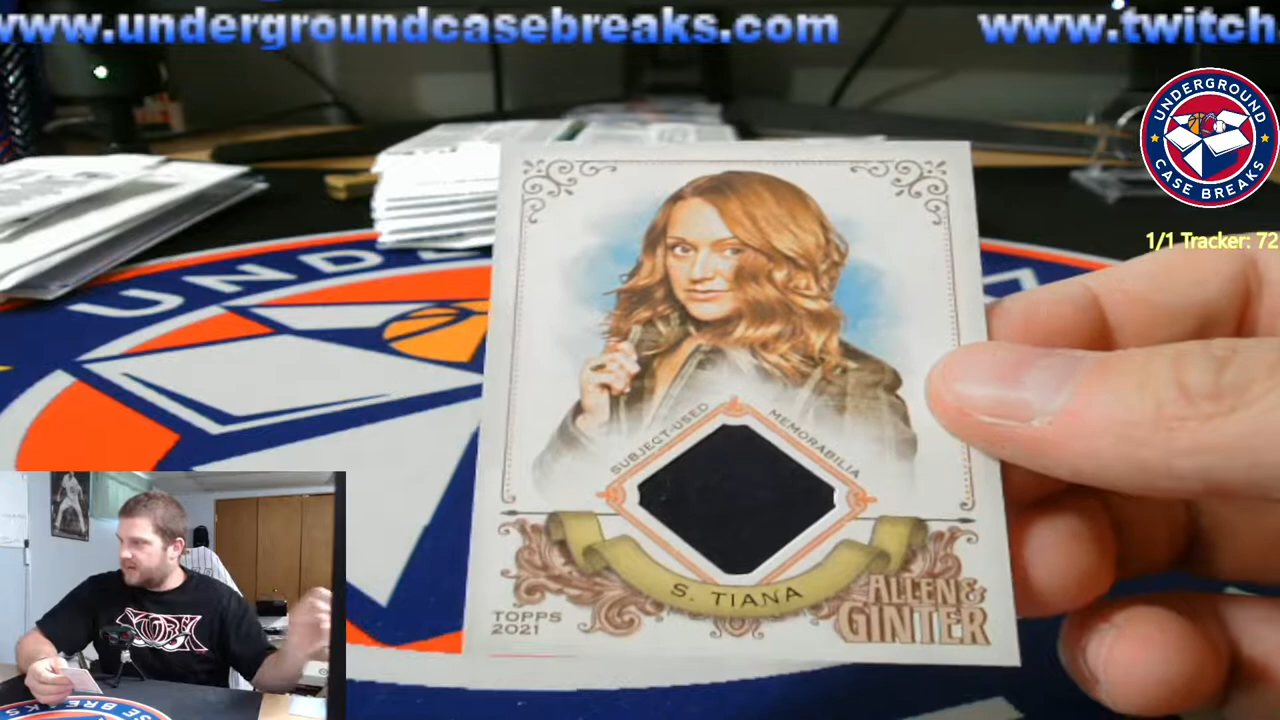 www.undergroundcasebreaks.com
www.twitch
UNDERGROUND
CASE BREAKS
1/1 Tracker: 72
SUBJECT-USED MEMORABILIA
S. TIANA
ALLEN &
GINTER
TOPPS
2021